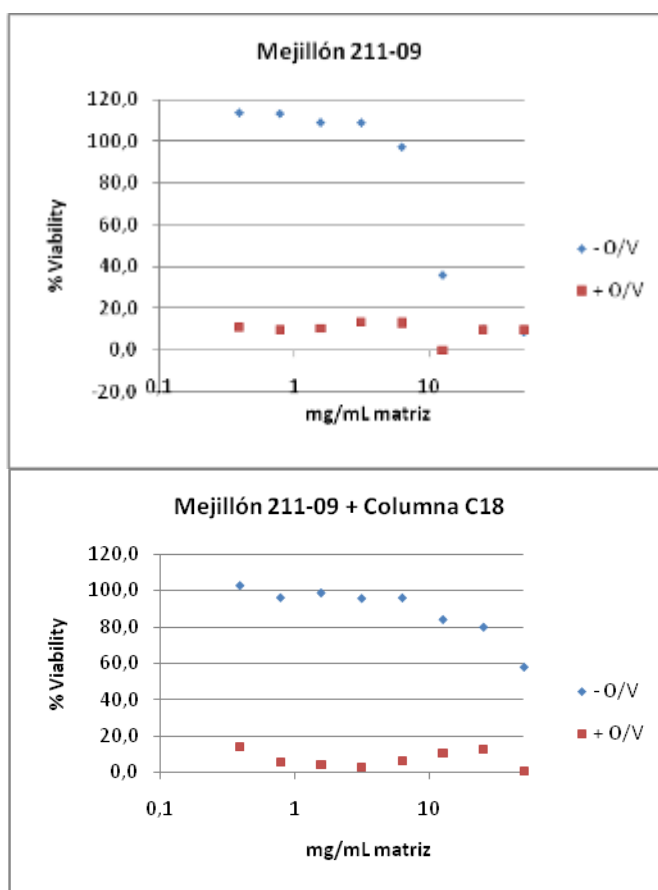 Mejillón 211-09
120,0
100,0
80,0
60,0
40,0
20,0
0,0
-20,0
% Viability
0,1
1
10
mg/mL matriz
- O/V
+ O/V
Mejillón 211-09 + Columna C18
120,0
100,0
80,0
60,0
40,0
20,0
0,0
% Viability
0,1
1
10
mg/mL matriz
- O/V
+ O/V